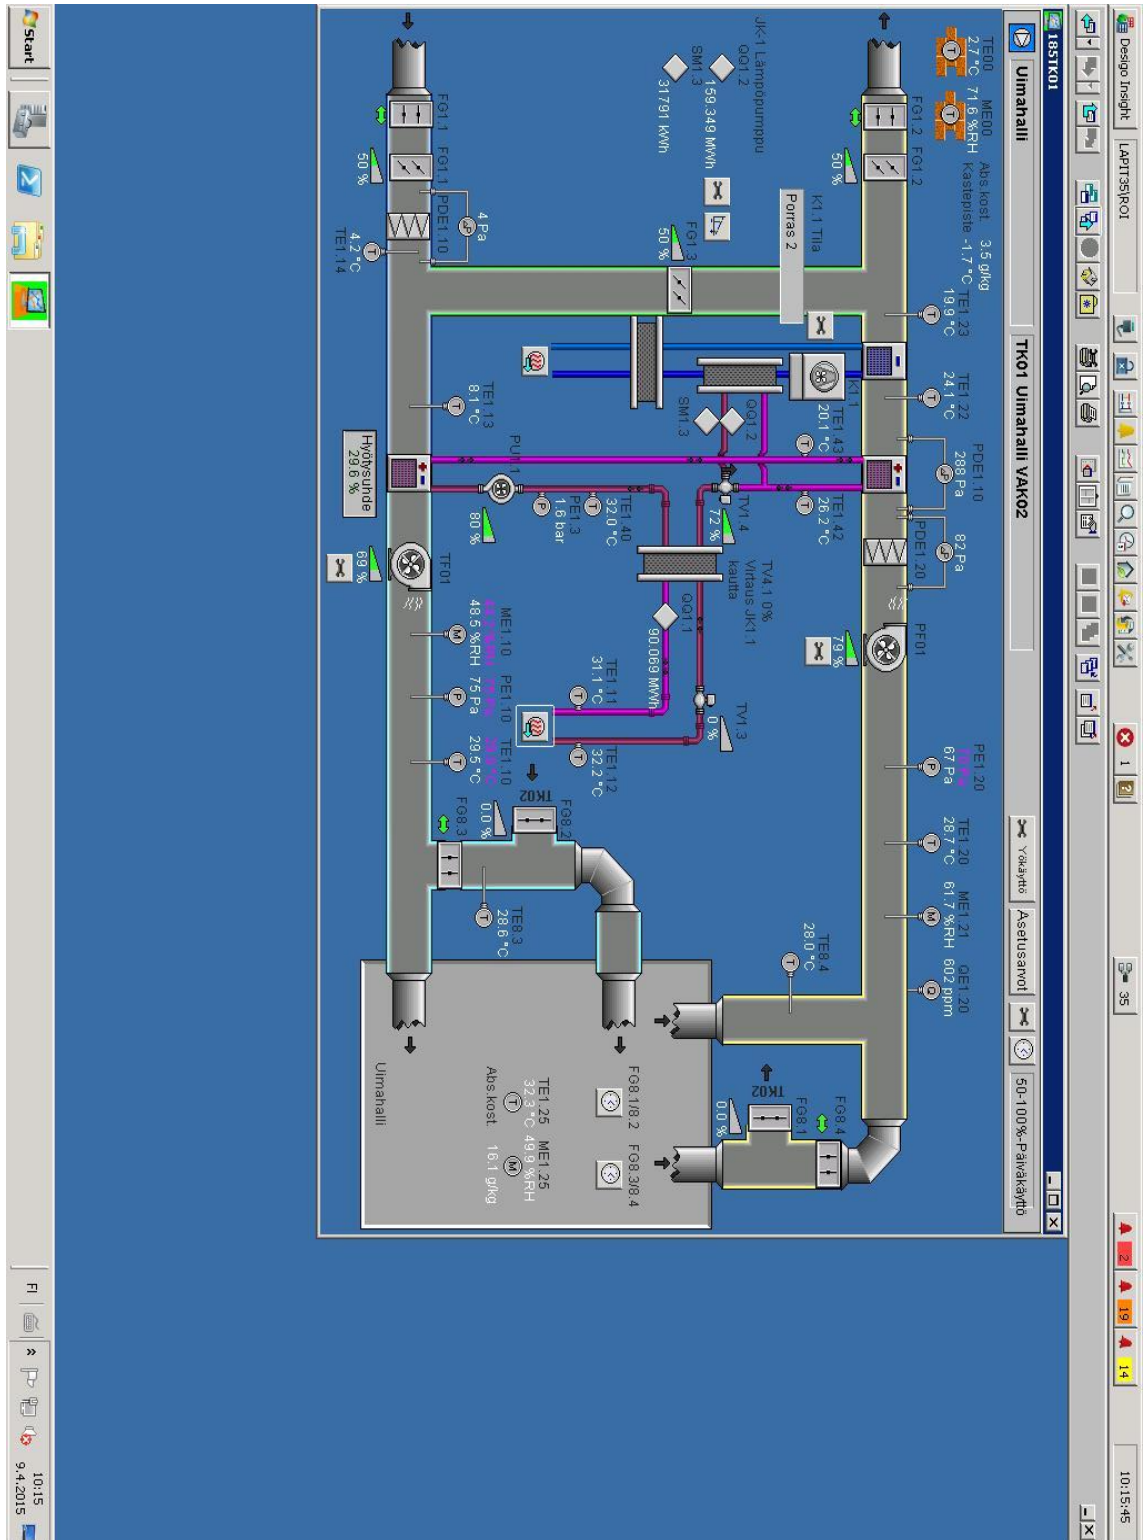 Desigo Insight
LAPIT35\ROI
1
35
2
19
14
10:15:45
185TK01
Uimahalli
TK01 Uimahalli VAK02
Yökäyttö
Asetusarvot
50-100%-Päiväkäyttö
TE00
2.7 °C
ME00
71.6 %RH
Abs.kost. 3.5 g/kg
Kastepiste -1.7 °C
FG1.2
FG1.2
50 %
TE1.23
19.9 °C
TE1.22
24.1 °C
PDE1.10
288 Pa
PDE1.20
82 Pa
PF01
79 %
PE1.20
67 Pa
TE1.20
28.7 °C
ME1.21
61.7 %RH
QE1.20
602 ppm
TE8.4
28.0 °C
FG8.4
FG8.1
TK02
0.0 %
JK-1 Lämpöpumppu
QQ1.2
159.349 MWh
SM1.3
31791 kWh
K1.1 Tila
Porras 2
FG1.3
50 %
K1.1
QQ1.2
SM1.3
TE1.43
20.1 °C
TE1.42
26.2 °C
TV1.4
72 %
TV4.1 0%
Virtaus JK1.1
kautta
QQ1.1
90.069 MWh
TV1.3
0 %
TE1.40
32.0 °C
PE1.3
1.6 bar
PU1.1
80 %
TE1.11
31.1 °C
TE1.12
32.2 °C
FG1.1
FG1.1
50 %
PDE1.10
4 Pa
TE1.14
4.2 °C
TE1.13
8.1 °C
Hyötysuhde
29.6 %
TF01
69 %
ME1.10
48.5 %RH
PE1.10
75 Pa
TE1.10
29.5 °C
FG8.3
0.0 %
TK02
FG8.2
TE8.3
28.6 °C
FG8.1/8.2
FG8.3/8.4
TE1.25
32.3 °C
ME1.25
49.9 %RH
Abs.kost. 16.1 g/kg
Uimahalli
Start
FI
10:15
9.4.2015